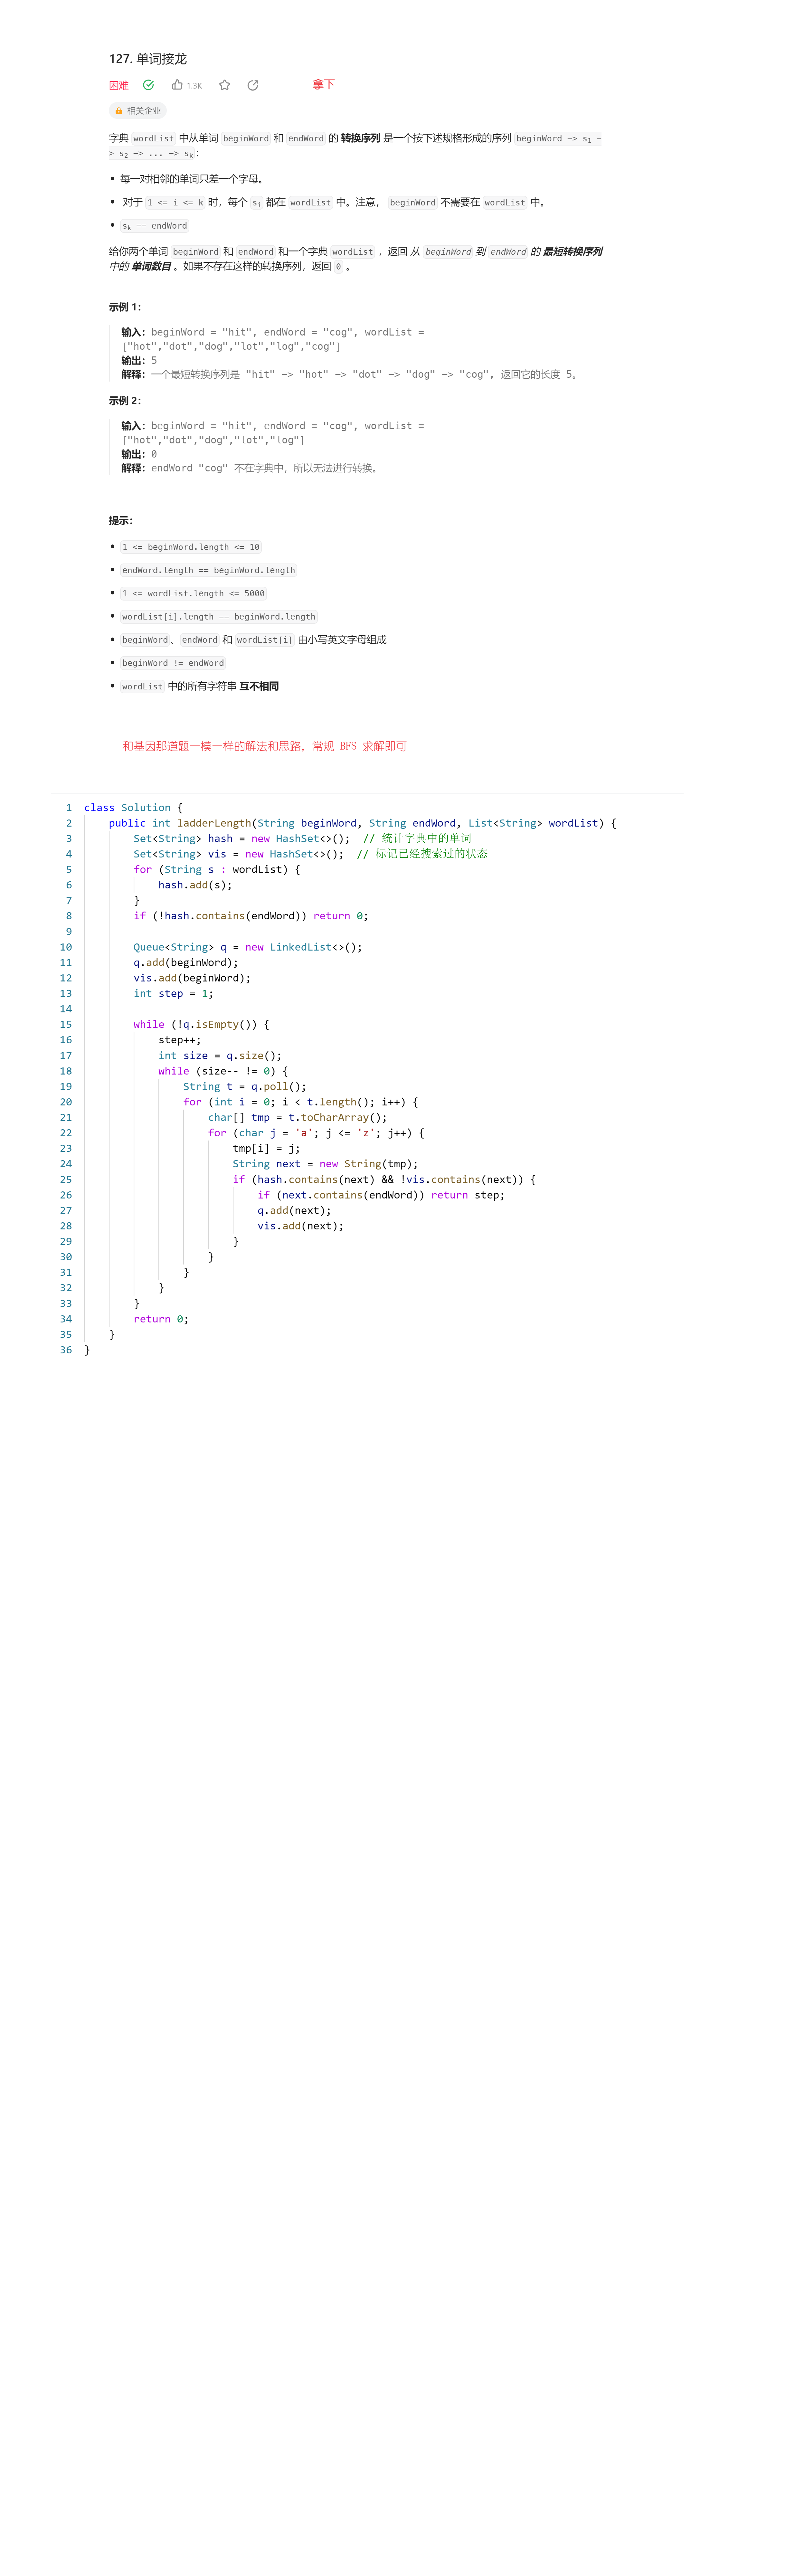 127. 单词接龙
困难 1.3K 拿下
相关企业
字典 wordList 中从单词 beginWord 和 endWord 的 转换序列 是一个按下述规格形成的序列 beginWord -> s1 -
> s2 -> ... -> sk：
• 每一对相邻的单词只差一个字母。
• 对于 1 <= i <= k 时，每个 si 都在 wordList 中。注意， beginWord 不需要在 wordList 中。
• sk == endWord
给你两个单词 beginWord 和 endWord 和一个字典 wordList ，返回 从 beginWord 到 endWord 的 最短转换序列
中的 单词数目 。如果不存在这样的转换序列，返回 0 。
示例 1：
输入：beginWord = "hit", endWord = "cog", wordList =
["hot","dot","dog","lot","log","cog"]
输出：5
解释：一个最短转换序列是 "hit" -> "hot" -> "dot" -> "dog" -> "cog", 返回它的长度 5。
示例 2：
输入：beginWord = "hit", endWord = "cog", wordList =
["hot","dot","dog","lot","log"]
输出：0
解释：endWord "cog" 不在字典中，所以无法进行转换。
提示：
• 1 <= beginWord.length <= 10
• endWord.length == beginWord.length
• 1 <= wordList.length <= 5000
• wordList[i].length == beginWord.length
• beginWord、endWord 和 wordList[i] 由小写英文字母组成
• beginWord != endWord
• wordList 中的所有字符串 互不相同
和基因那道题一模一样的解法和思路，常规 BFS 求解即可
1 class Solution {
2     public int ladderLength(String beginWord, String endWord, List<String> wordList) {
3         Set<String> hash = new HashSet<>();  // 统计字典中的单词
4         Set<String> vis = new HashSet<>();  // 标记已经搜索过的状态
5         for (String s : wordList) {
6             hash.add(s);
7         }
8         if (!hash.contains(endWord)) return 0;
9
10         Queue<String> q = new LinkedList<>();
11         q.add(beginWord);
12         vis.add(beginWord);
13         int step = 1;
14
15         while (!q.isEmpty()) {
16             step++;
17             int size = q.size();
18             while (size-- != 0) {
19                 String t = q.poll();
20                 for (int i = 0; i < t.length(); i++) {
21                     char[] tmp = t.toCharArray();
22                     for (char j = 'a'; j <= 'z'; j++) {
23                         tmp[i] = j;
24                         String next = new String(tmp);
25                         if (hash.contains(next) && !vis.contains(next)) {
26                             if (next.contains(endWord)) return step;
27                             q.add(next);
28                             vis.add(next);
29                         }
30                     }
31                 }
32             }
33         }
34         return 0;
35     }
36 }